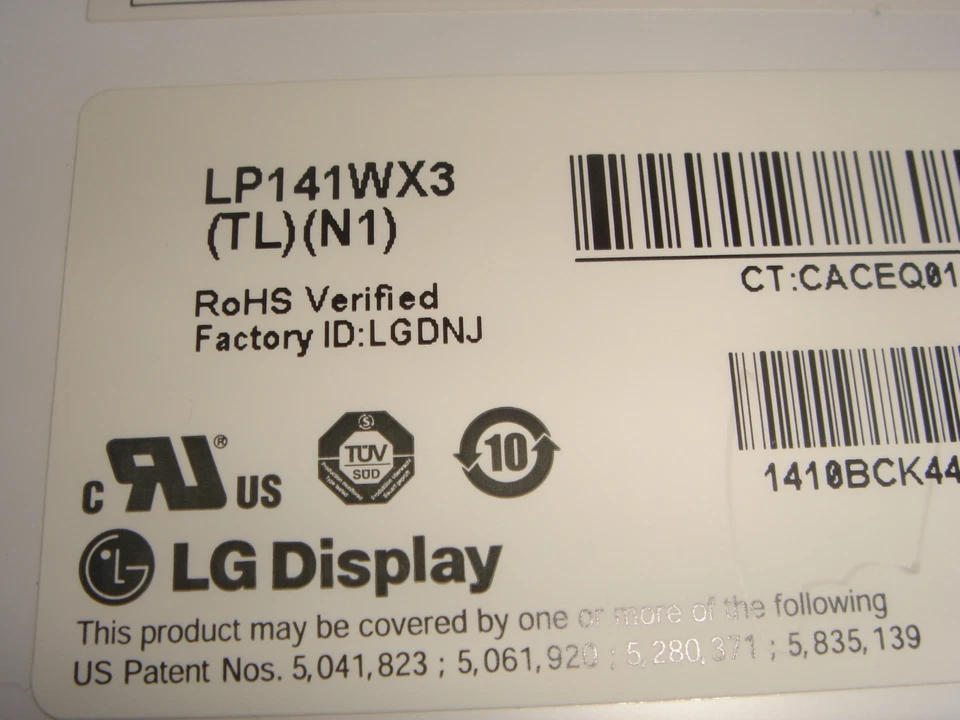 LP141WX3
(TL)(N1)
RoHS Verified
Factory ID:LGDNJ
CT:CACEQ01
1410BCK44
C RU® US
S
TÜV
SÜD
10
LG LG Display
This product may be covered by one or more of the following
US Patent Nos. 5,041,823 ; 5,061,920 ; 5,280,371 ; 5,835,139